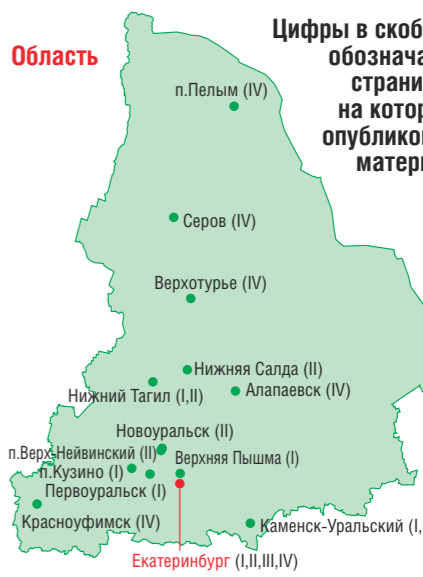 Цифры в скоб
обознача
Область
страни
на котор
опубликов
матери
п.Пелым (IV)
Серов (IV)
Верхотурье (IV)
Нижняя Салда (II)
Нижний Тагил (I,II)
Алапаевск (IV)
Новоуральск (II)
п.Верх-Нейвинский (II)
Верхняя Пышма (I)
п.Кузино (I)
Первоуральск (I)
Красноуфимск (IV)
Каменск-Уральский (I,
Екатеринбург (I,II,III,IV)